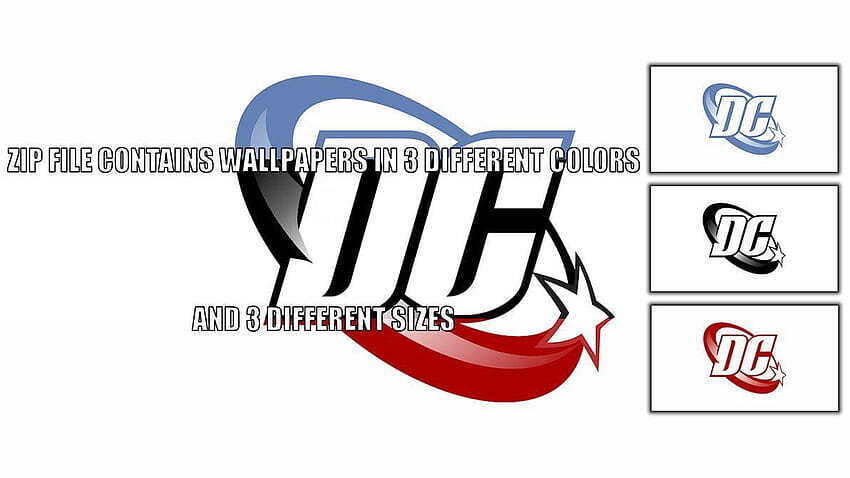 ZIP FILE CONTAINS WALLPAPERS IN 3 DIFFERENT COLORS
DC
AND 3 DIFFERENT SIZES
DC
DC
DC